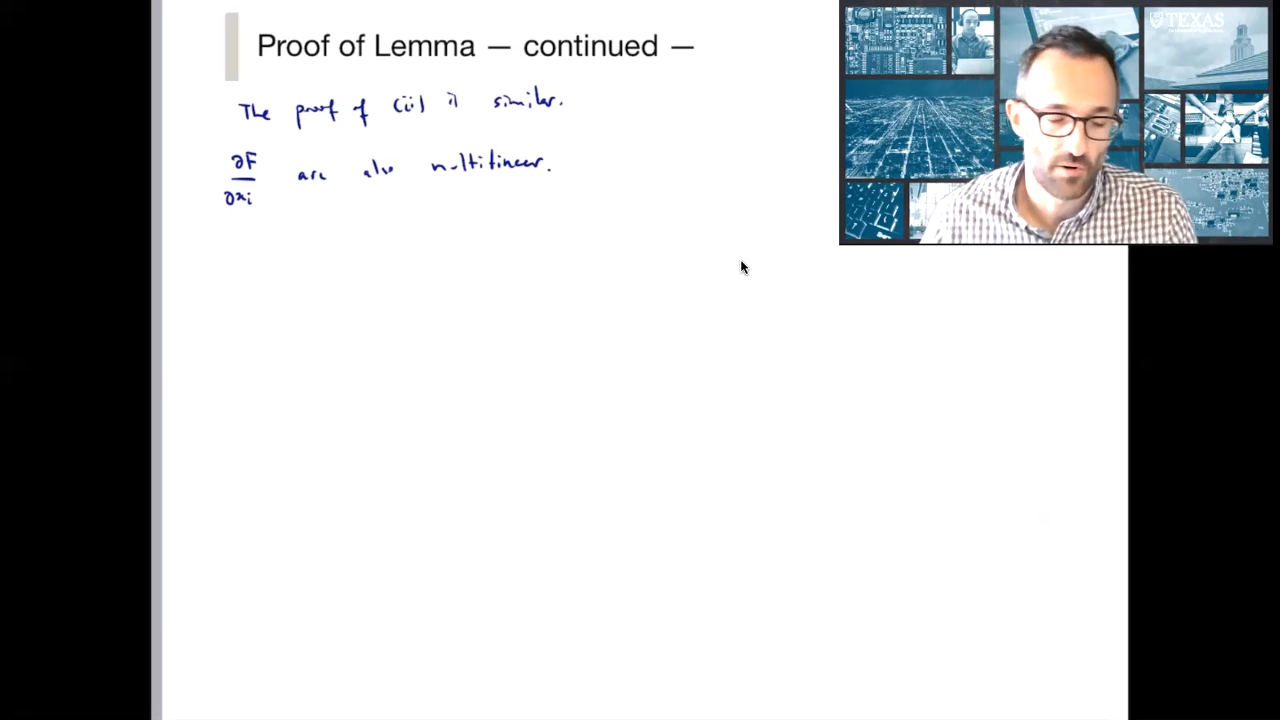 Proof of Lemma — continued —
The proof of (ii) is similar.
∂F/∂xi are also multilinear.
TEXAS